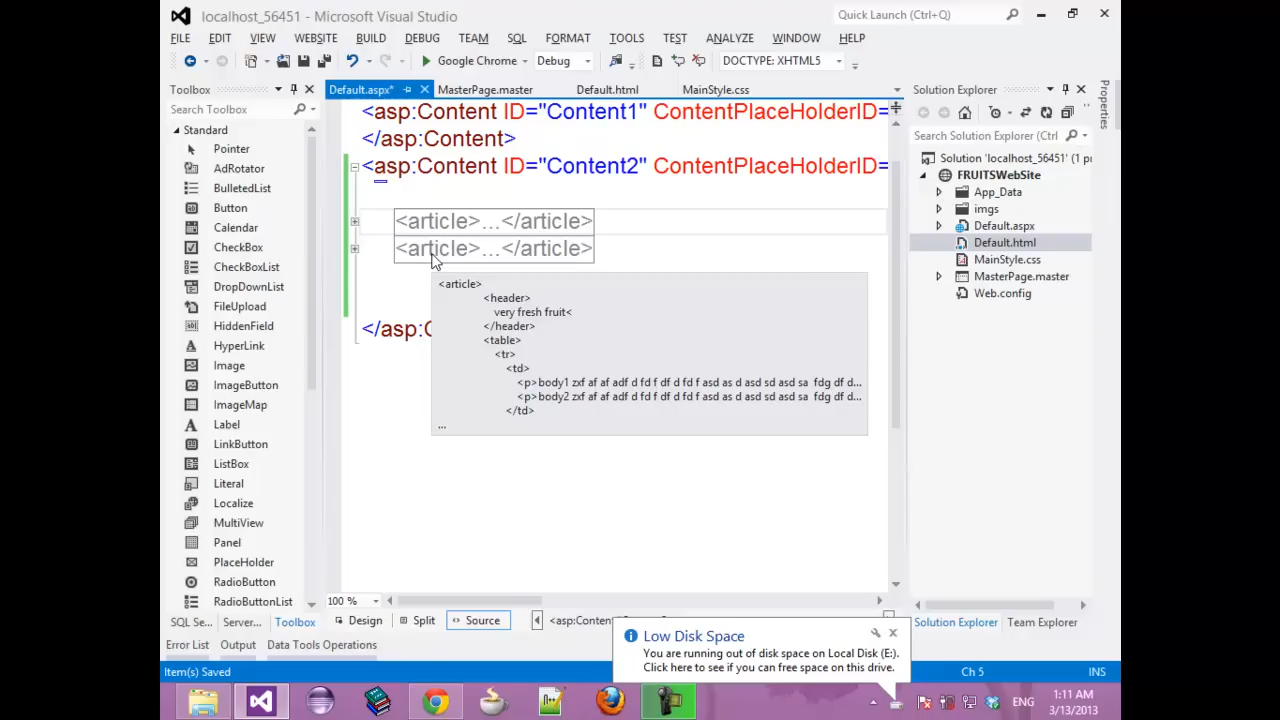 localhost_56451 - Microsoft Visual Studio
Quick Launch (Ctrl+Q)
FILE EDIT VIEW WEBSITE BUILD DEBUG TEAM SQL FORMAT TOOLS TEST ANALYZE WINDOW HELP
Google Chrome Debug DOCTYPE: XHTML5
Toolbox
Default.aspx* MasterPage.master Default.html MainStyle.css
Solution Explorer
Properties
Search Toolbox
Search Solution Explorer (Ctrl
Standard
Pointer
AdRotator
BulletedList
Button
Calendar
CheckBox
CheckBoxList
DropDownList
FileUpload
HiddenField
HyperLink
Image
ImageButton
ImageMap
Label
LinkButton
ListBox
Literal
Localize
MultiView
Panel
PlaceHolder
RadioButton
RadioButtonList
<asp:Content ID="Content1" ContentPlaceHolderID=
</asp:Content>
<asp:Content ID="Content2" ContentPlaceHolderID=
<article>...</article>
<article>...</article>
</asp:C
<article>
<header>
very fresh fruit<
</header>
<table>
<tr>
<td>
<p>body1 zxf af af adf d fd f df d fd f asd as d asd sd asd sa fdg df d...
<p>body2 zxf af af adf d fd f df d fd f asd as d asd sd asd sa fdg df d...
</td>
...
Solution 'localhost_56451' (1 pr
FRUITSWebSite
App_Data
imgs
Default.aspx
Default.html
MainStyle.css
MasterPage.master
Web.config
100 %
Design Split Source <asp:Content
SQL Se... Server... Toolbox
Solution Explorer Team Explorer
Error List Output Data Tools Operations
Low Disk Space
You are running out of disk space on Local Disk (E:).
Click here to see if you can free space on this drive.
Item(s) Saved
Ch 5 INS
ENG
1:11 AM
3/13/2013